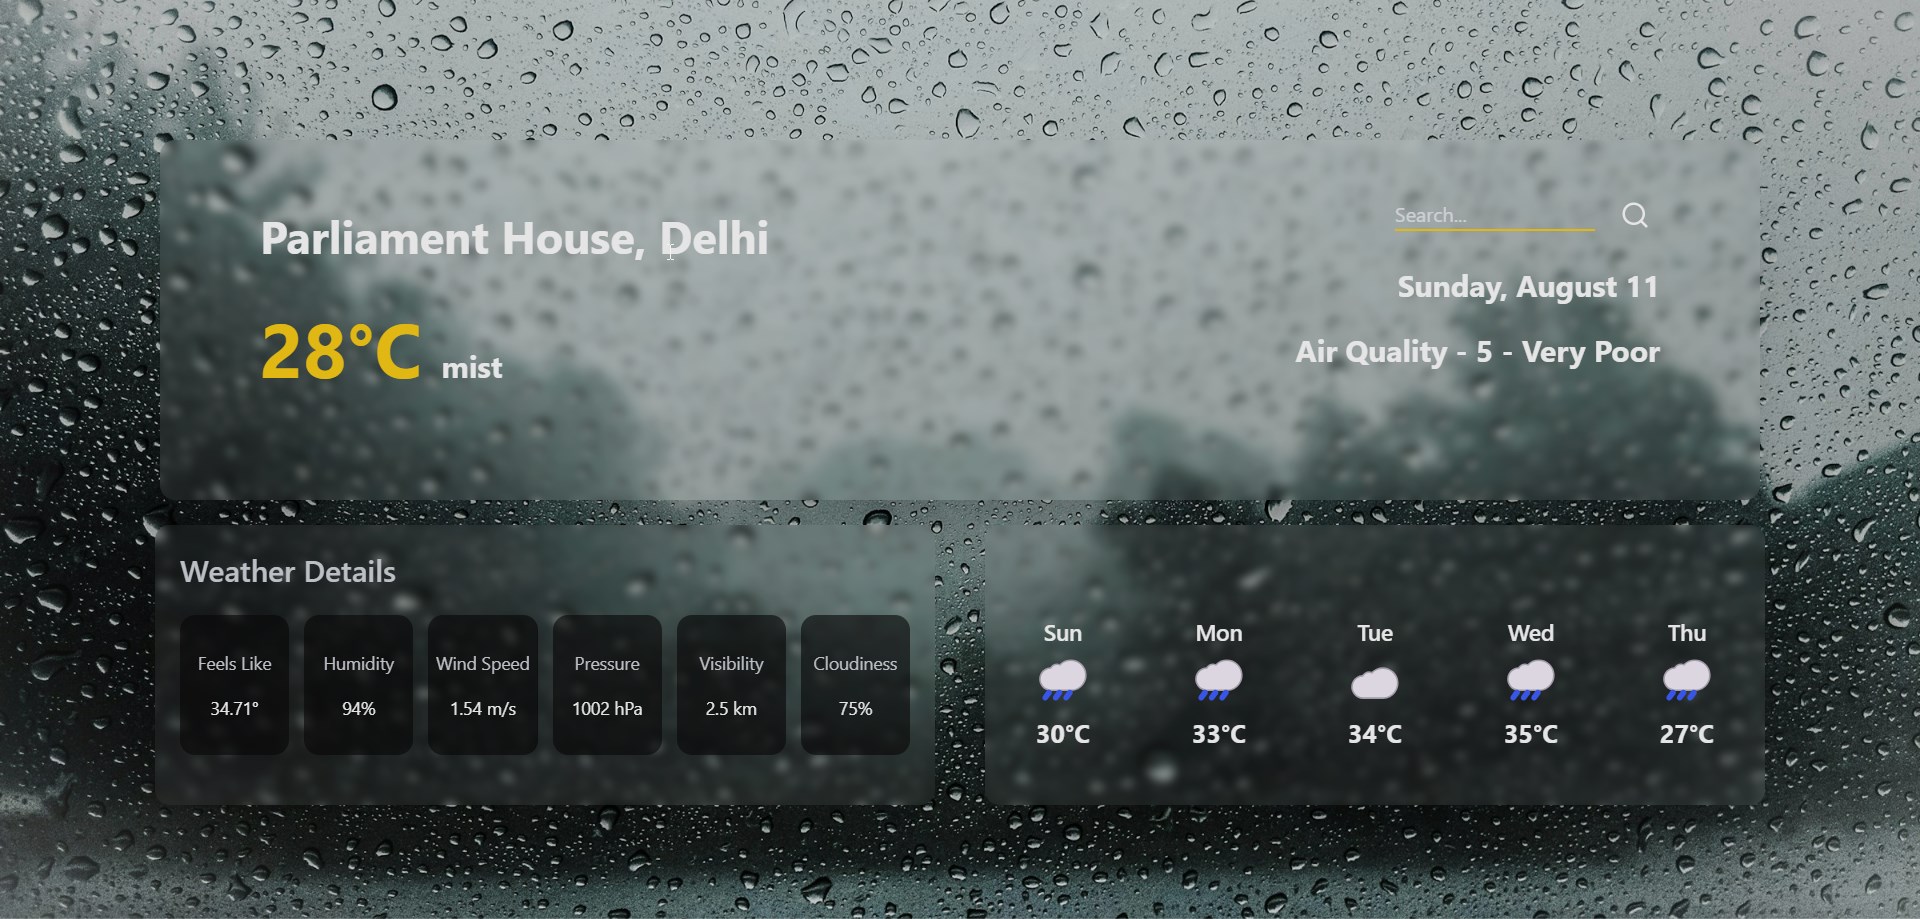 Parliament House, Delhi
28°C mist
Search...
Sunday, August 11
Air Quality - 5 - Very Poor
Weather Details
Feels Like
34.71°
Humidity
94%
Wind Speed
1.54 m/s
Pressure
1002 hPa
Visibility
2.5 km
Cloudiness
75%
Sun
30°C
Mon
33°C
Tue
34°C
Wed
35°C
Thu
27°C